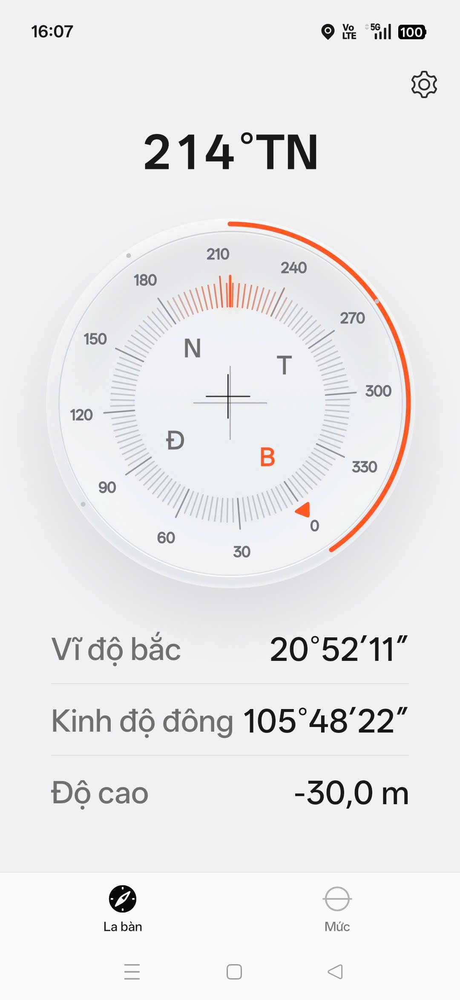 16:07
Vo
LTE
5G
100
214°TN
210
240
180
270
150
N
T
300
120
Đ
B
330
90
0
60
30
Vĩ độ bắc 20°52′11″
Kinh độ đông 105°48′22″
Độ cao -30,0 m
La bàn Mức